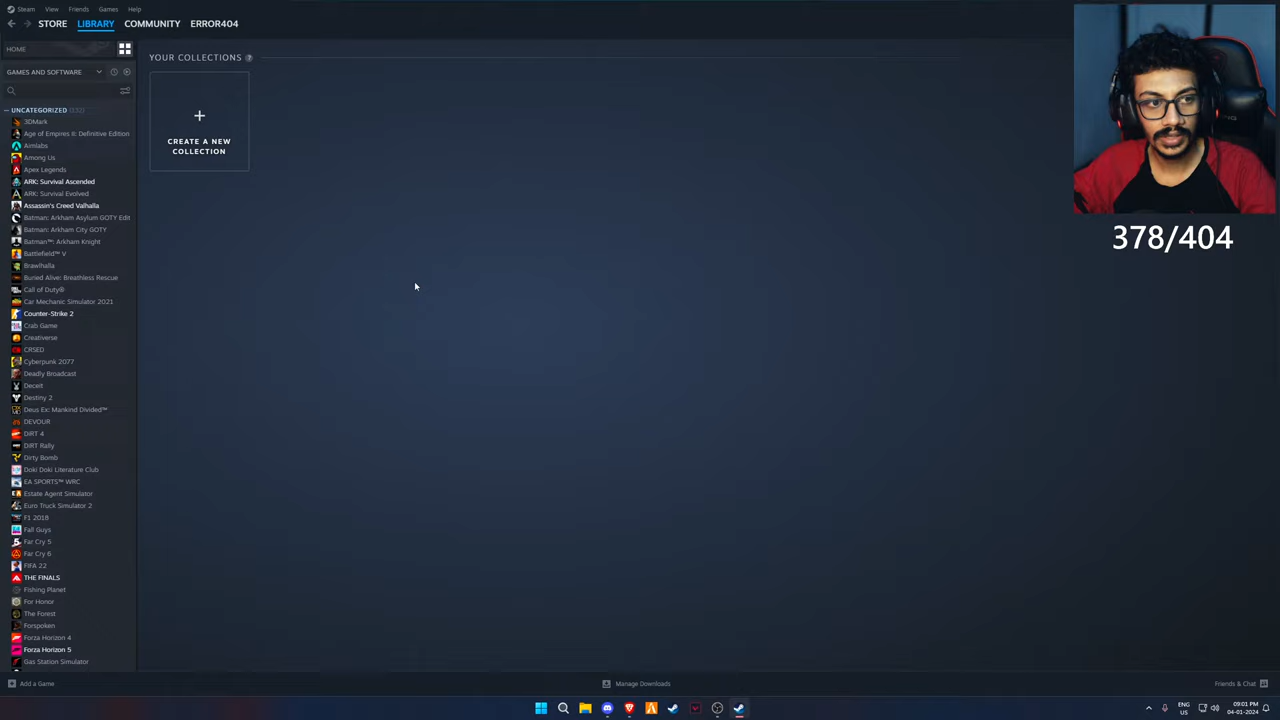 Steam View Friends Games Help
STORE LIBRARY COMMUNITY ERROR404
HOME
GAMES AND SOFTWARE
YOUR COLLECTIONS ?
+
CREATE A NEW
COLLECTION
378/404
UNCATEGORIZED
3DMark
Age of Empires II: Definitive Edition
Aimlabs
Among Us
Apex Legends
ARK: Survival Ascended
ARK: Survival Evolved
Assassin's Creed Valhalla
Batman: Arkham Asylum GOTY Edit
Batman: Arkham City GOTY
Batman™: Arkham Knight
Battlefield™ V
Brawlhalla
Buried Alive: Breathless Rescue
Call of Duty®
Car Mechanic Simulator 2021
Counter-Strike 2
Crab Game
Creativerse
CRSED
Cyberpunk 2077
Deadly Broadcast
Deceit
Destiny 2
Deus Ex: Mankind Divided™
DEVOUR
DiRT 4
DiRT Rally
Dirty Bomb
Doki Doki Literature Club
EA SPORTS™ WRC
Estate Agent Simulator
Euro Truck Simulator 2
F1 2018
Fall Guys
Far Cry 5
Far Cry 6
FIFA 22
THE FINALS
Fishing Planet
For Honor
The Forest
Forspoken
Forza Horizon 4
Forza Horizon 5
Gas Station Simulator
Add a Game
Manage Downloads
Friends & Chat
ENG
US
09:01 PM
04-01-2024